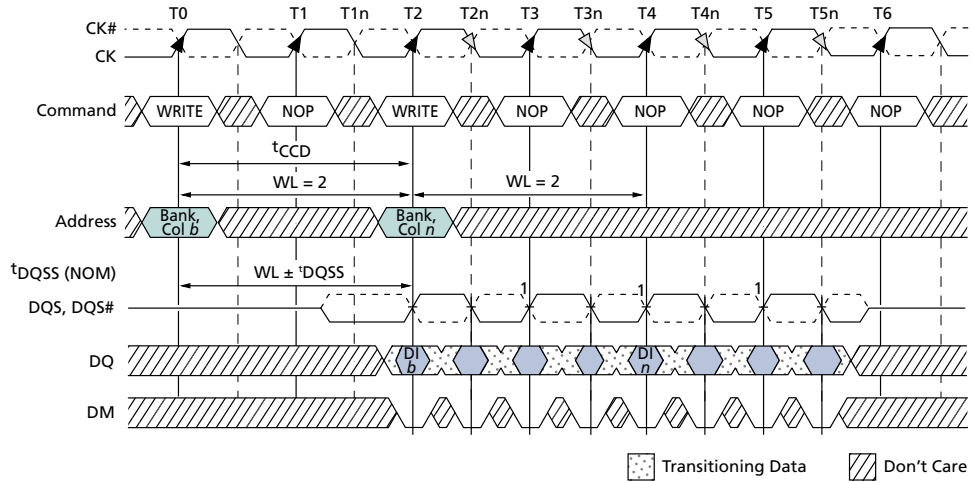 T0 T1 T1n T2 T2n T3 T3n T4 T4n T5 T5n T6
CK#
CK
Command WRITE NOP WRITE NOP NOP NOP NOP
tCCD
WL = 2 WL = 2
Address Bank, Col b Bank, Col n
tDQSS (NOM) WL ± tDQSS
DQS, DQS# 1 1 1
DQ DI b DI n
DM
Transitioning Data Don't Care